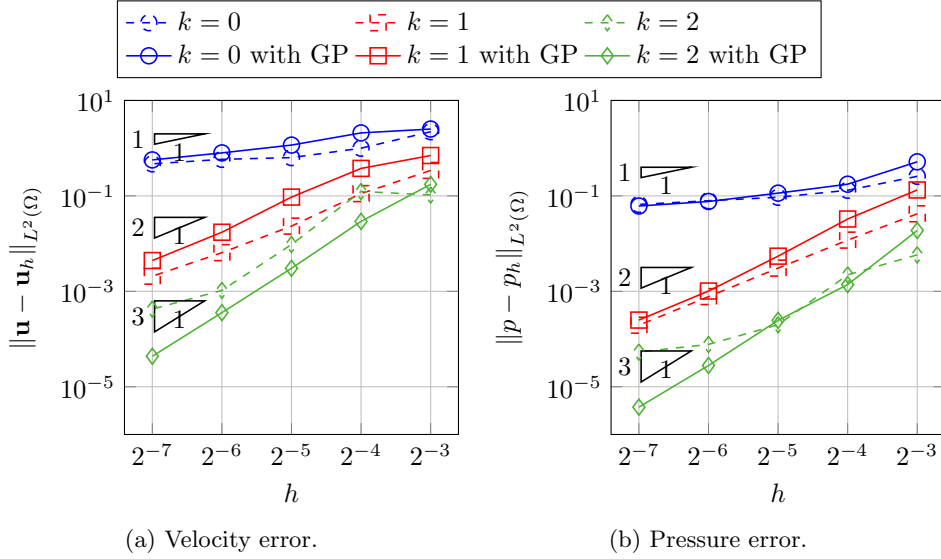 k = 0 k = 1 k = 2
k = 0 with GP k = 1 with GP k = 2 with GP
10^1
10^{-1}
10^{-3}
10^{-5}
2^{-7} 2^{-6} 2^{-5} 2^{-4} 2^{-3}
h
||𝐮 − 𝐮_h||_{L^2(Ω)}
1
1
2
1
3
1
(a) Velocity error.
10^1
10^{-1}
10^{-3}
10^{-5}
2^{-7} 2^{-6} 2^{-5} 2^{-4} 2^{-3}
h
||p − p_h||_{L^2(Ω)}
1
1
2
1
3
1
(b) Pressure error.